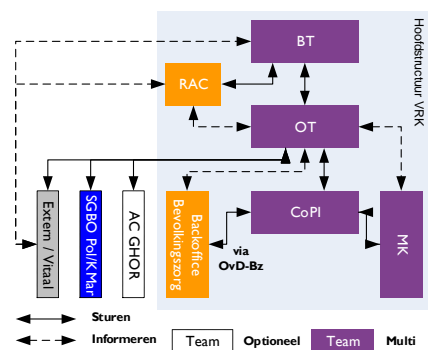 Hoofdstructuur VRK
BT
RAC
OT
Extern / Vitaal
SGBO Pol/KMar
AC GHOR
Backoffice
Bevolkingszorg
CoPI
via
OvD-Bz
MK
Sturen
Informeren
Team
Optioneel
Team
Multi